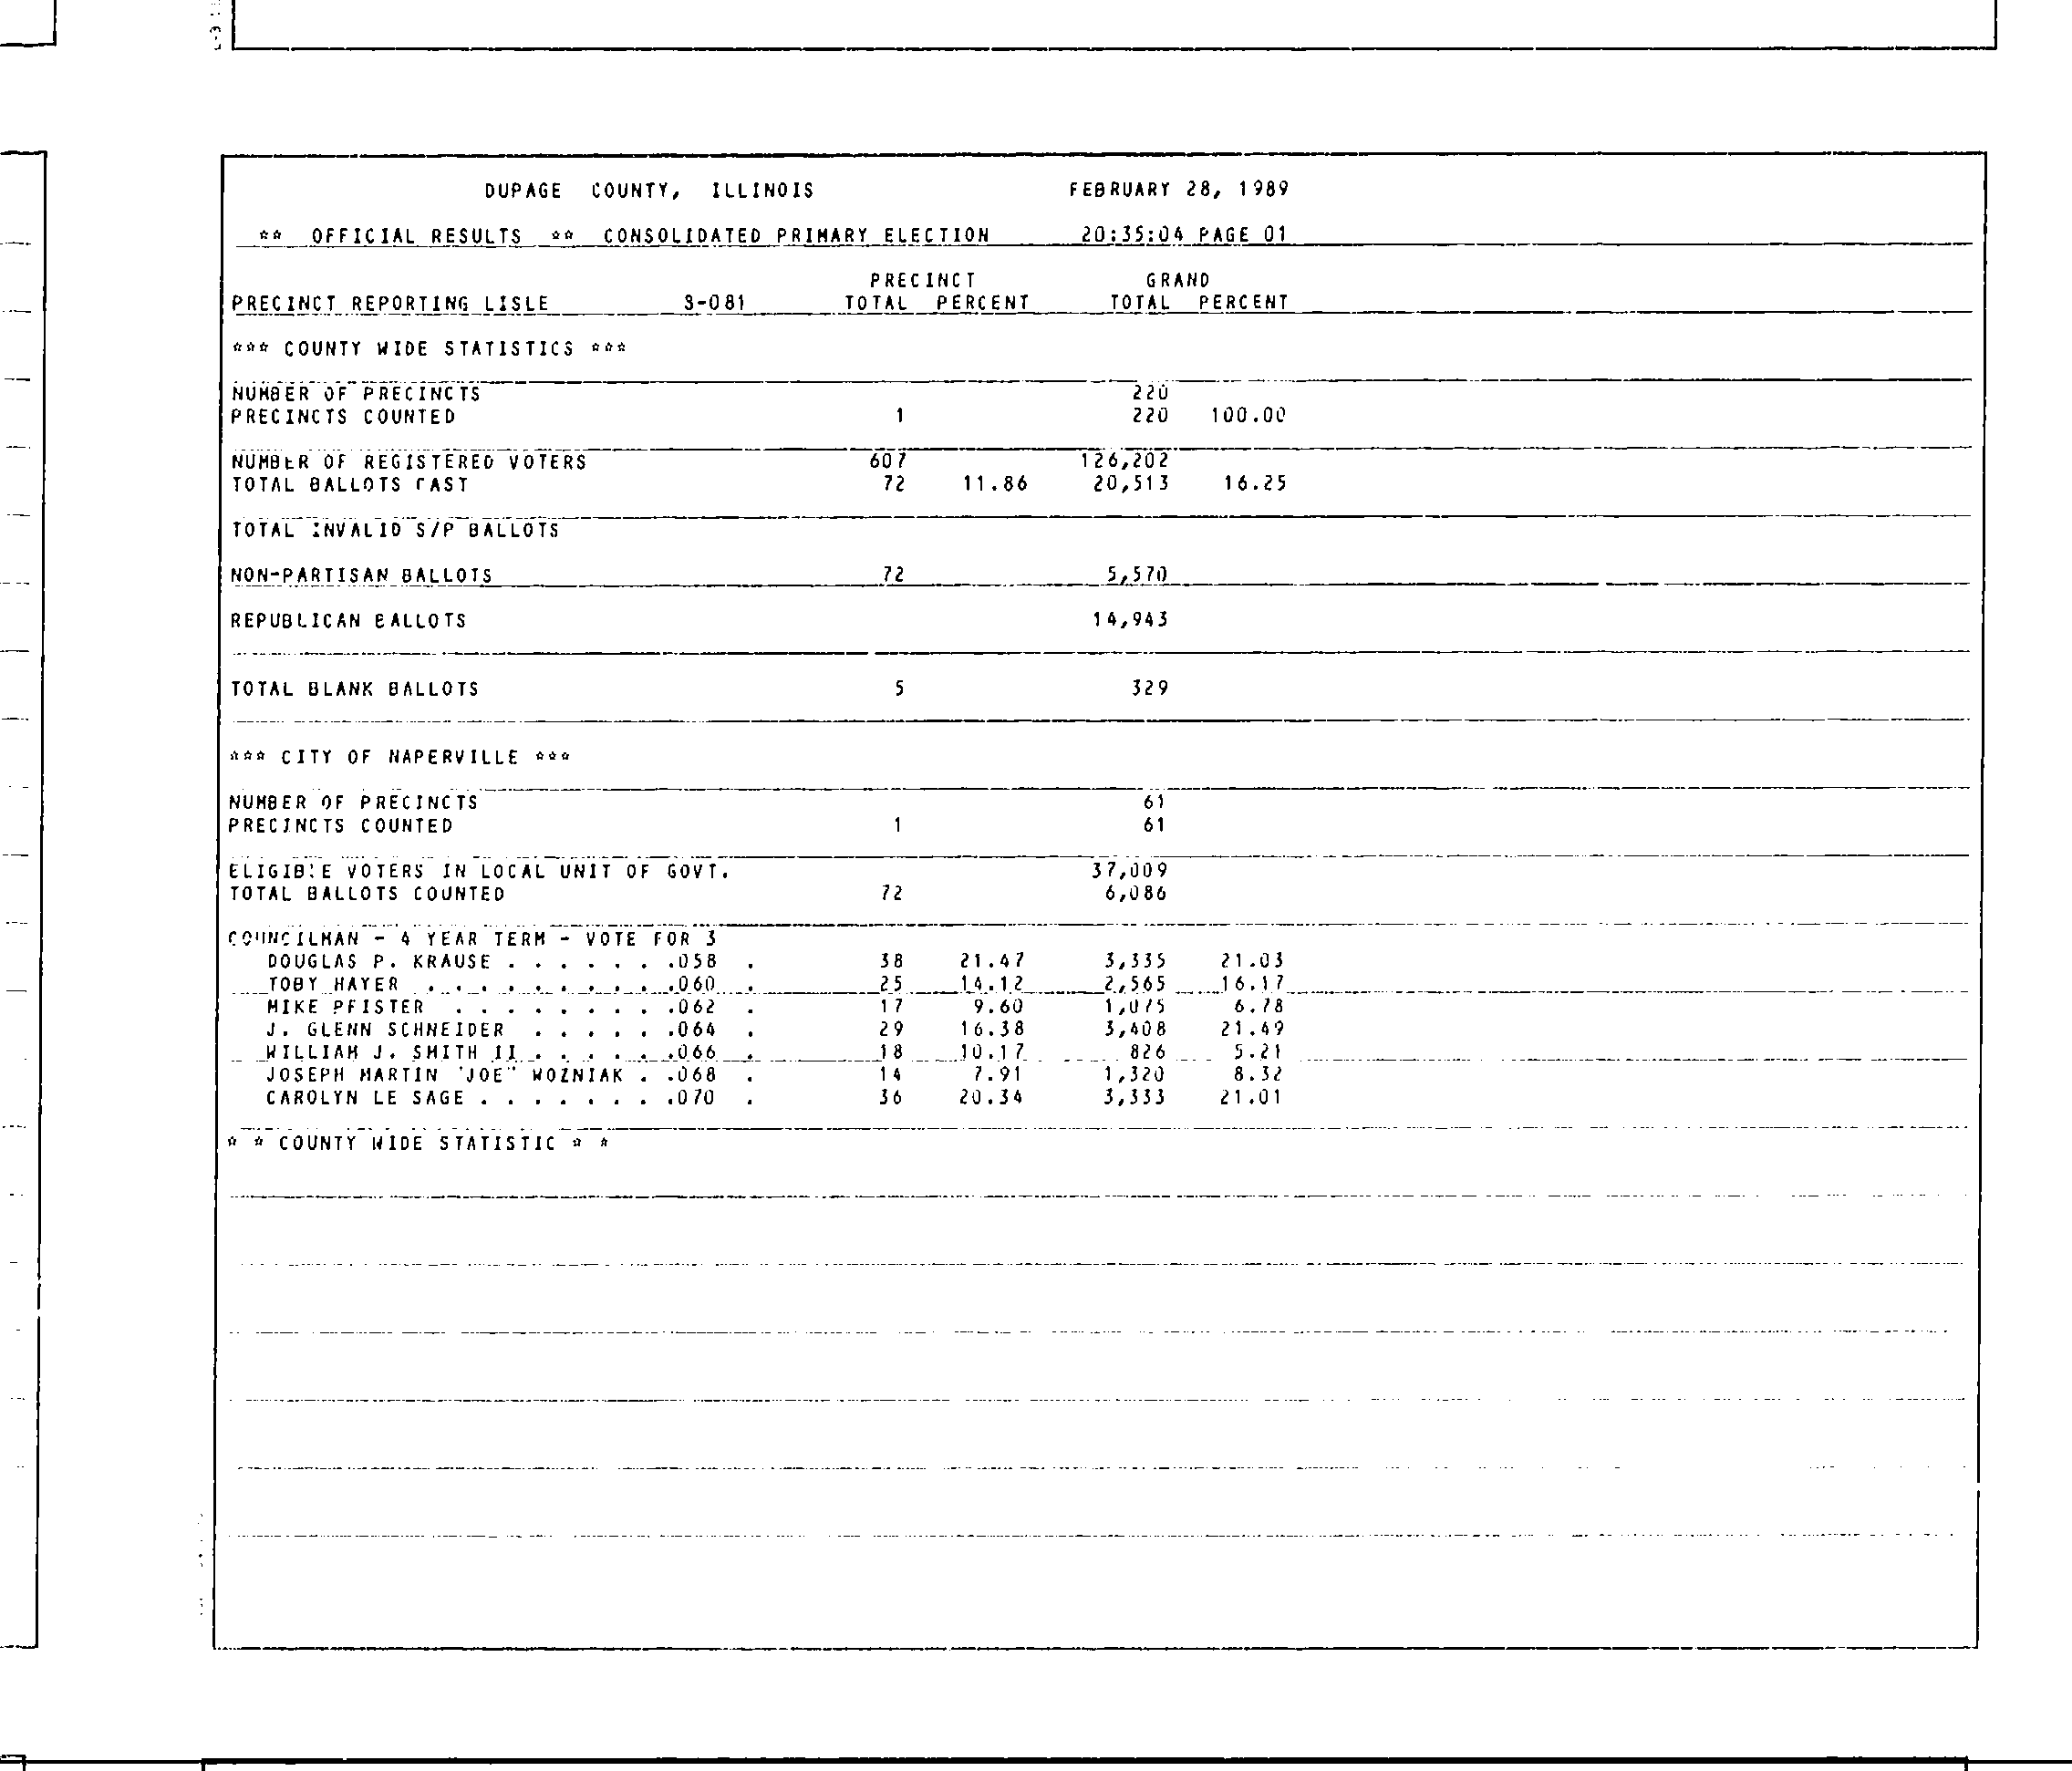 DUPAGE COUNTY, ILLINOIS FEBRUARY 28, 1989
** OFFICIAL RESULTS ** CONSOLIDATED PRIMARY ELECTION 20:35:04 PAGE 01
PRECINCT GRAND
PRECINCT REPORTING LISLE S-081 TOTAL PERCENT TOTAL PERCENT
*** COUNTY WIDE STATISTICS ***
NUMBER OF PRECINCTS 220
PRECINCTS COUNTED 1 220 100.00
NUMBER OF REGISTERED VOTERS 607 126,202
TOTAL BALLOTS CAST 72 11.86 20,513 16.25
TOTAL INVALID S/P BALLOTS
NON-PARTISAN BALLOTS 72 5,570
REPUBLICAN BALLOTS 14,943
TOTAL BLANK BALLOTS 5 329
*** CITY OF NAPERVILLE ***
NUMBER OF PRECINCTS 61
PRECINCTS COUNTED 1 61
ELIGIBLE VOTERS IN LOCAL UNIT OF GOVT. 37,009
TOTAL BALLOTS COUNTED 72 6,086
COUNCILMAN - 4 YEAR TERM - VOTE FOR 3
DOUGLAS P. KRAUSE . . . . . . .058 . 38 21.47 3,335 21.03
TOBY HAYER . . . . . . . . . .060 . 25 14.12 2,565 16.17
MIKE PFISTER . . . . . . . . .062 . 17 9.60 1,075 6.78
J. GLENN SCHNEIDER . . . . . .064 . 29 16.38 3,408 21.49
WILLIAM J. SMITH II . . . . . .066 . 18 10.17 826 5.21
JOSEPH MARTIN "JOE" WOZNIAK . .068 . 14 7.91 1,320 8.32
CAROLYN LE SAGE . . . . . . . .070 . 36 20.34 3,333 21.01
* * COUNTY WIDE STATISTIC * *